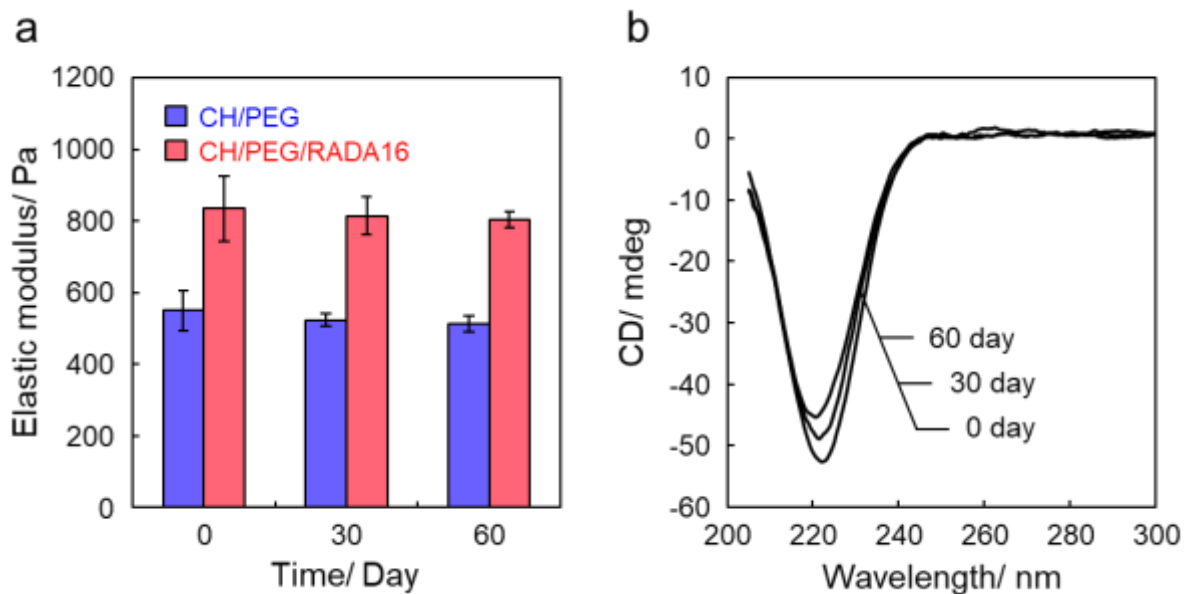 a
1200
1000
800
600
400
200
0
Elastic modulus/ Pa
CH/PEG
CH/PEG/RADA16
0 30 60
Time/ Day
b
10
0
-10
-20
-30
-40
-50
-60
CD/ mdeg
60 day
30 day
0 day
200 220 240 260 280 300
Wavelength/ nm